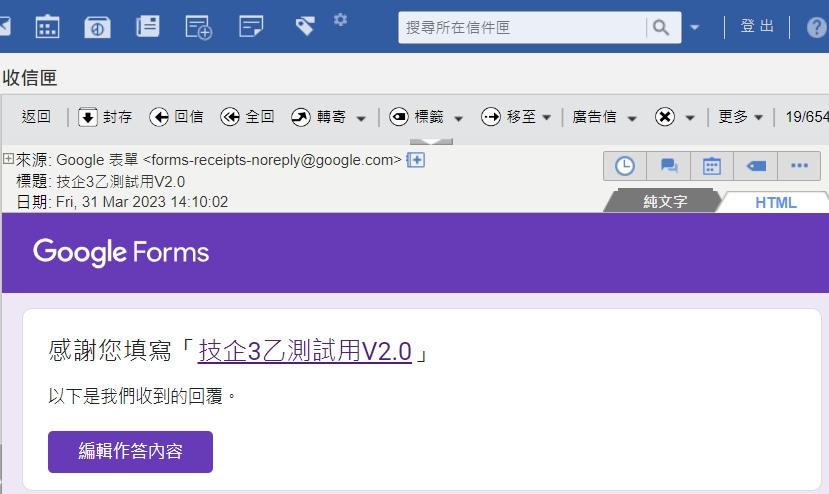 搜尋所在信件匣
登 出
?
收信匣
返回 封存 回信 全回 轉寄 標籤 移至 廣告信 更多 19/654
來源: Google 表單 <forms-receipts-noreply@google.com>
標題: 技企3乙測試用V2.0
日期: Fri, 31 Mar 2023 14:10:02
純文字 HTML
Google Forms
感謝您填寫「技企3乙測試用V2.0」
以下是我們收到的回覆。
編輯作答內容